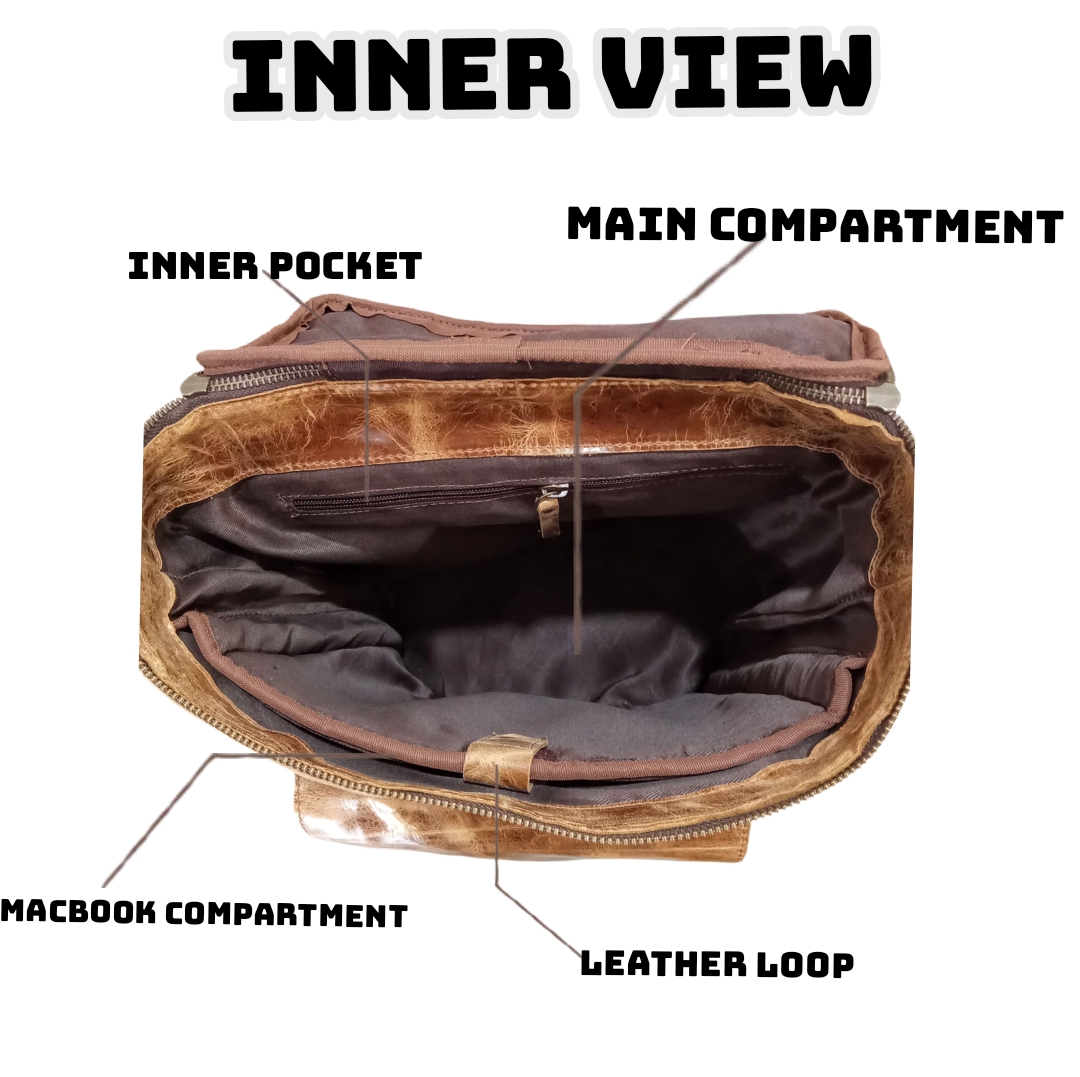 INNER VIEW
MAIN COMPARTMENT
INNER POCKET
MACBOOK COMPARTMENT
LEATHER LOOP